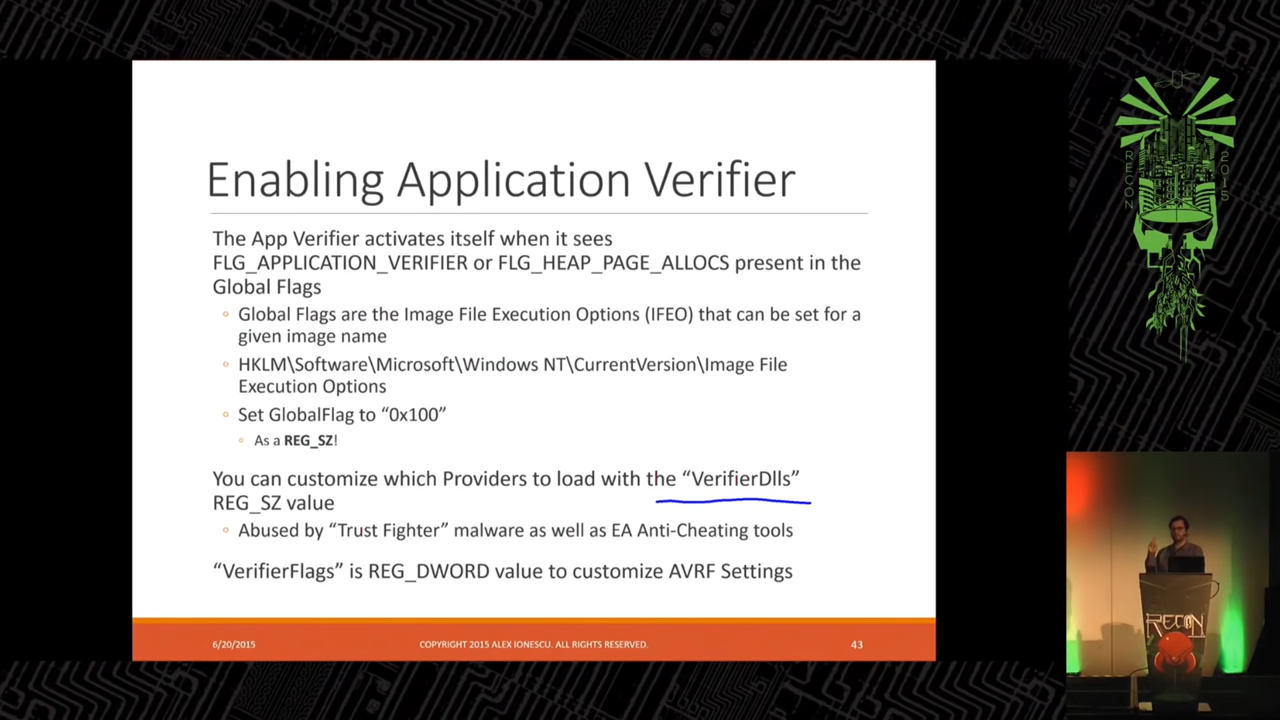 Enabling Application Verifier
The App Verifier activates itself when it sees
FLG_APPLICATION_VERIFIER or FLG_HEAP_PAGE_ALLOCS present in the
Global Flags
◦ Global Flags are the Image File Execution Options (IFEO) that can be set for a
given image name
◦ HKLM\Software\Microsoft\Windows NT\CurrentVersion\Image File
Execution Options
◦ Set GlobalFlag to “0x100”
◦ As a REG_SZ!
You can customize which Providers to load with the “VerifierDlls”
REG_SZ value
◦ Abused by “Trust Fighter” malware as well as EA Anti-Cheating tools
“VerifierFlags” is REG_DWORD value to customize AVRF Settings
6/20/2015
COPYRIGHT 2015 ALEX IONESCU. ALL RIGHTS RESERVED.
43
RECON
2015
RECON